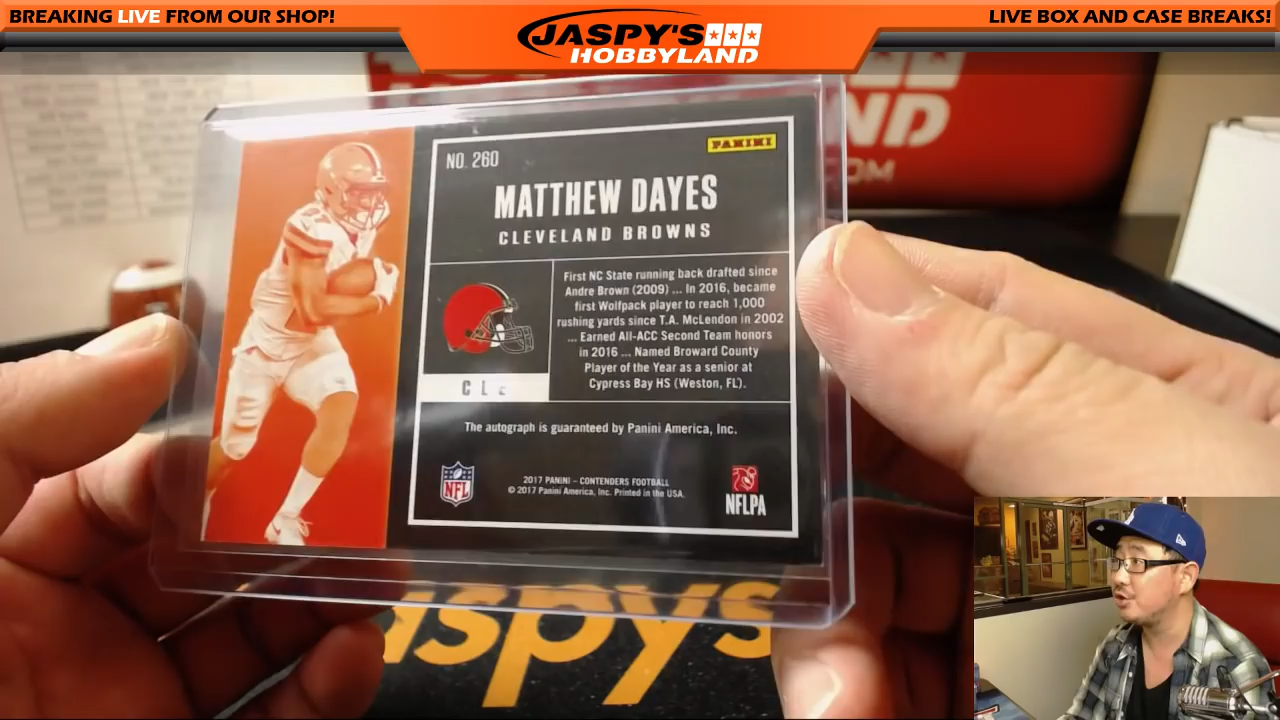 BREAKING LIVE FROM OUR SHOP!
JASPY'S
HOBBYLAND
LIVE BOX AND CASE BREAKS!
ND
OM
NO. 260
PANINI
MATTHEW DAYES
CLEVELAND BROWNS
First NC State running back drafted since
Andre Brown (2009) ... In 2016, became
first Wolfpack player to reach 1,000
rushing yards since T.A. McLendon in 2002
... Earned All-ACC Second Team honors
in 2016 ... Named Broward County
Player of the Year as a senior at
Cypress Bay HS (Weston, FL).
CLE
The autograph is guaranteed by Panini America, Inc.
NFL
2017 PANINI – CONTENDERS FOOTBALL
© 2017 Panini America, Inc. Printed in the USA.
NFLPA
aspys